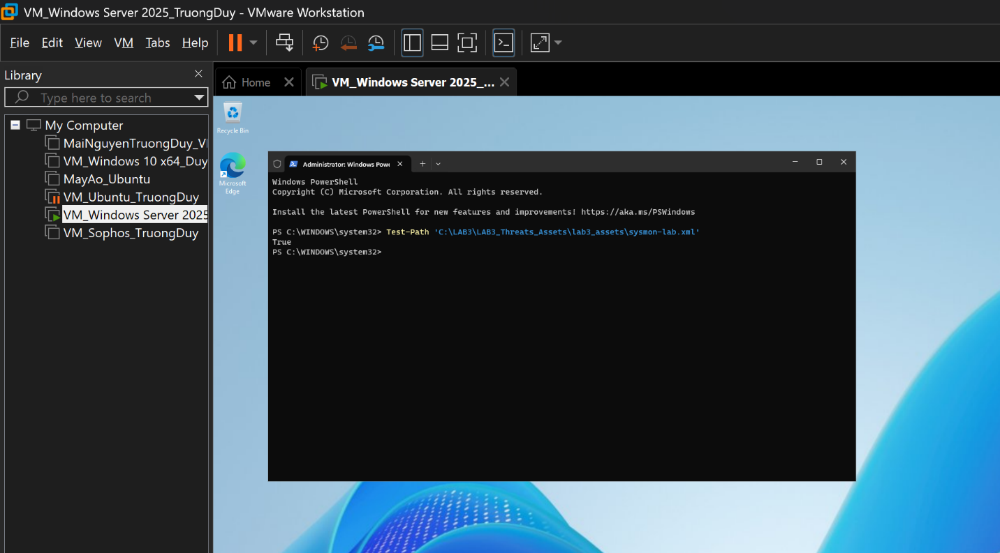 VM_Windows Server 2025_TruongDuy - VMware Workstation
File Edit View VM Tabs Help
Library
Type here to search
My Computer
MaiNguyenTruongDuy_VI
VM_Windows 10 x64_Duy
MayAo_Ubuntu
VM_Ubuntu_TruongDuy
VM_Windows Server 2025
VM_Sophos_TruongDuy
Home
VM_Windows Server 2025_...
Recycle Bin
Microsoft
Edge
Administrator: Windows Powe
Windows PowerShell
Copyright (C) Microsoft Corporation. All rights reserved.
Install the latest PowerShell for new features and improvements! https://aka.ms/PSWindows
PS C:\WINDOWS\system32> Test-Path 'C:\LAB3\LAB3_Threats_Assets\lab3_assets\sysmon-lab.xml'
True
PS C:\WINDOWS\system32>